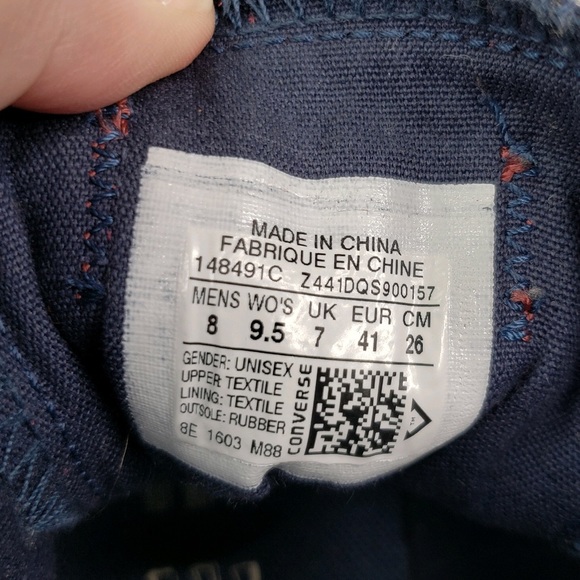 MADE IN CHINA
FABRIQUE EN CHINE
148491C Z441DQS900157
MENS WO'S UK EUR CM
8 9.5 7 41 26
GENDER: UNISEX
UPPER: TEXTILE
LINING: TEXTILE
OUTSOLE: RUBBER
8E 1603 M88
CONVERSE